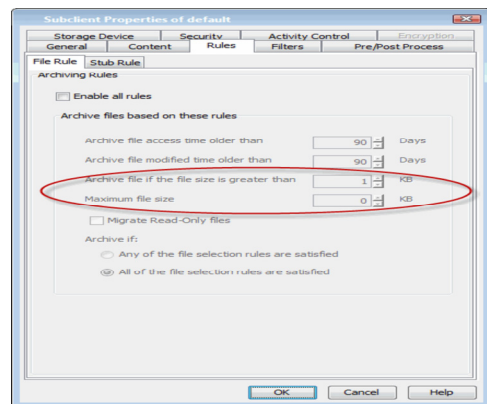 Subclient Properties of default
Storage Device Security Activity Control Encryption
General Content Rules Filters Pre/Post Process
File Rule Stub Rule
Archiving Rules
Enable all rules
Archive files based on these rules
Archive file access time older than 90 Days
Archive file modified time older than 90 Days
Archive file if the file size is greater than 1 KB
Maximum file size 0 KB
Migrate Read-Only files
Archive if:
Any of the file selection rules are satisfied
All of the file selection rules are satisfied
OK Cancel Help